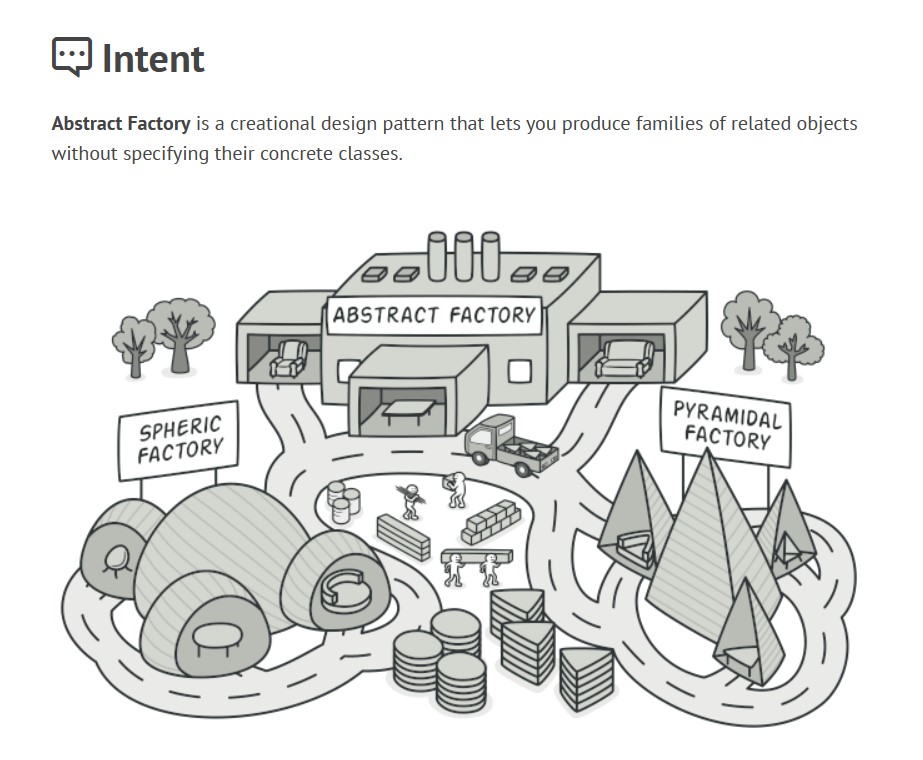 Intent
Abstract Factory is a creational design pattern that lets you produce families of related objects
without specifying their concrete classes.
ABSTRACT FACTORY
SPHERIC
FACTORY
PYRAMIDAL
FACTORY